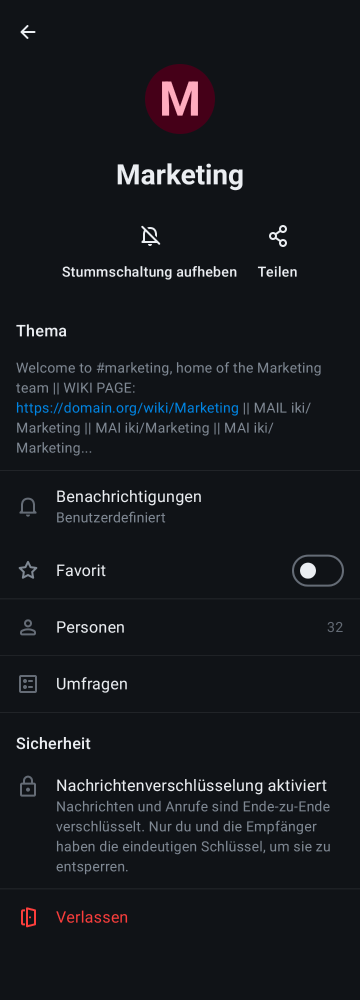 M
Marketing
Stummschaltung aufheben
Teilen
Thema
Welcome to #marketing, home of the Marketing
team || WIKI PAGE:
https://domain.org/wiki/Marketing || MAIL iki/
Marketing || MAI iki/Marketing || MAI iki/
Marketing...
Benachrichtigungen
Benutzerdefiniert
Favorit
Personen 32
Umfragen
Sicherheit
Nachrichtenverschlüsselung aktiviert
Nachrichten und Anrufe sind Ende-zu-Ende
verschlüsselt. Nur du und die Empfänger
haben die eindeutigen Schlüssel, um sie zu
entsperren.
Verlassen